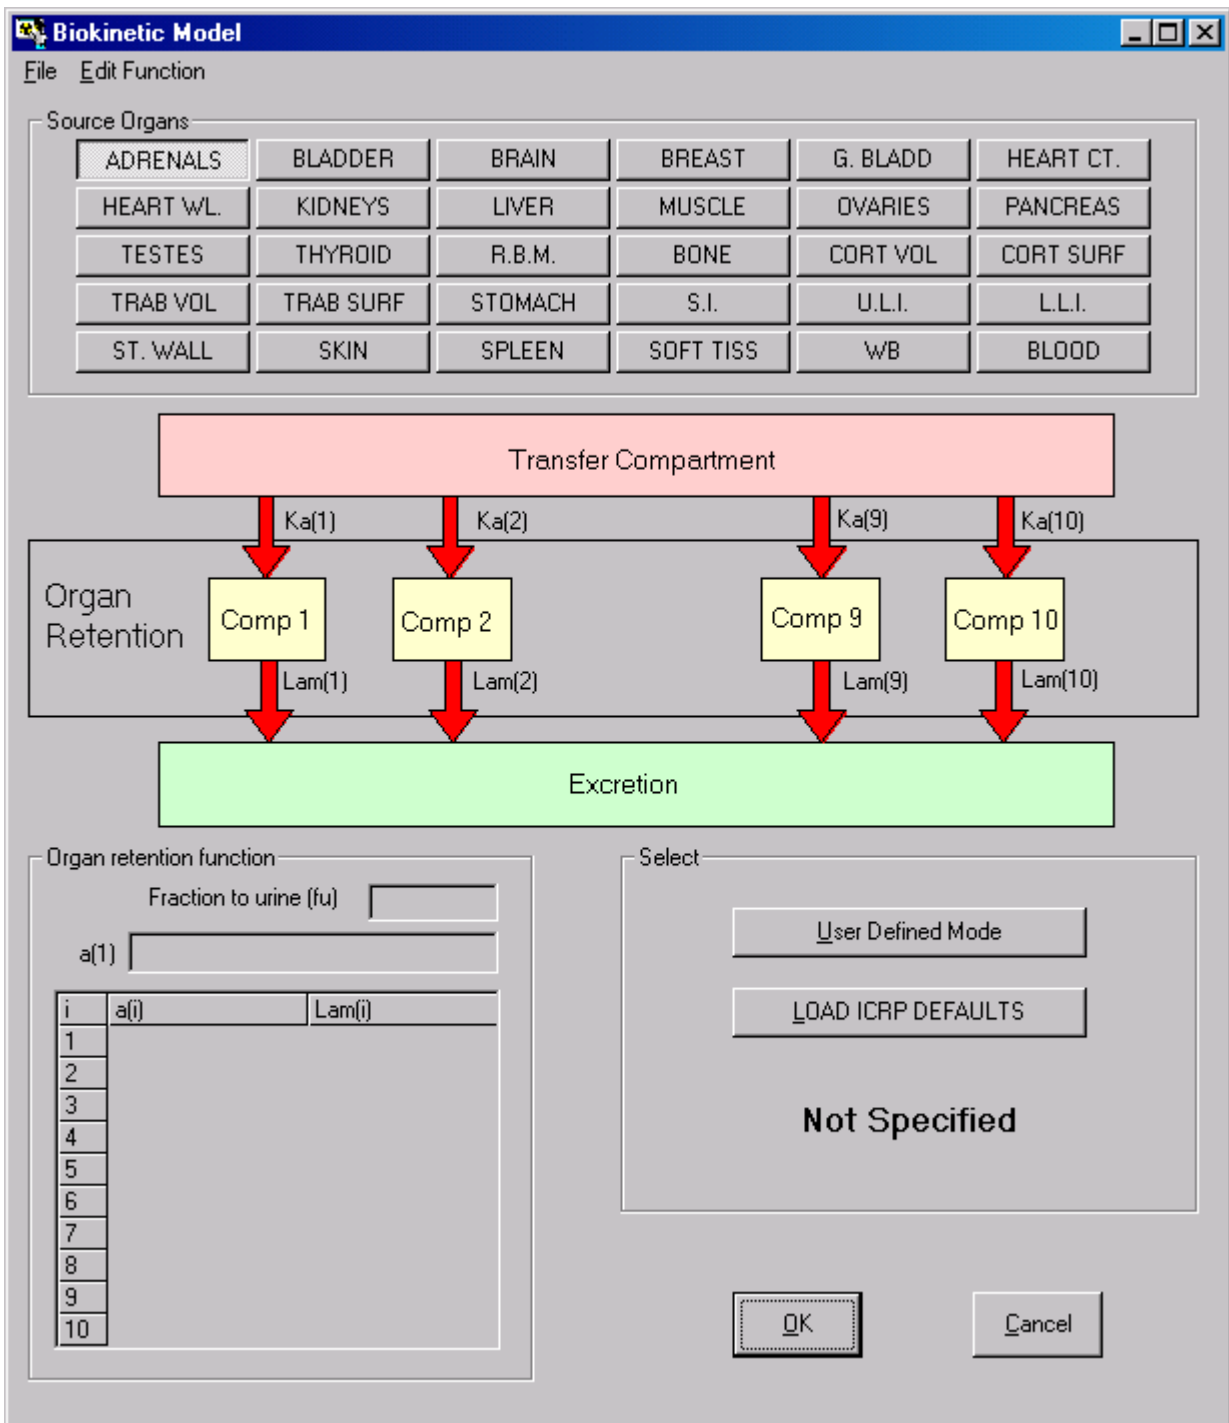 Biokinetic Model
File Edit Function
Source Organs
ADRENALS BLADDER BRAIN BREAST G. BLADD HEART CT.
HEART WL. KIDNEYS LIVER MUSCLE OVARIES PANCREAS
TESTES THYROID R.B.M. BONE CORT VOL CORT SURF
TRAB VOL TRAB SURF STOMACH S.I. U.L.I. L.L.I.
ST. WALL SKIN SPLEEN SOFT TISS WB BLOOD
Transfer Compartment
Ka(1) Ka(2) Ka(9) Ka(10)
Organ
Retention
Comp 1 Comp 2 Comp 9 Comp 10
Lam(1) Lam(2) Lam(9) Lam(10)
Excretion
Organ retention function
Fraction to urine (fu)
a(1)
i a(i) Lam(i)
1
2
3
4
5
6
7
8
9
10
Select
User Defined Mode
LOAD ICRP DEFAULTS
Not Specified
OK Cancel